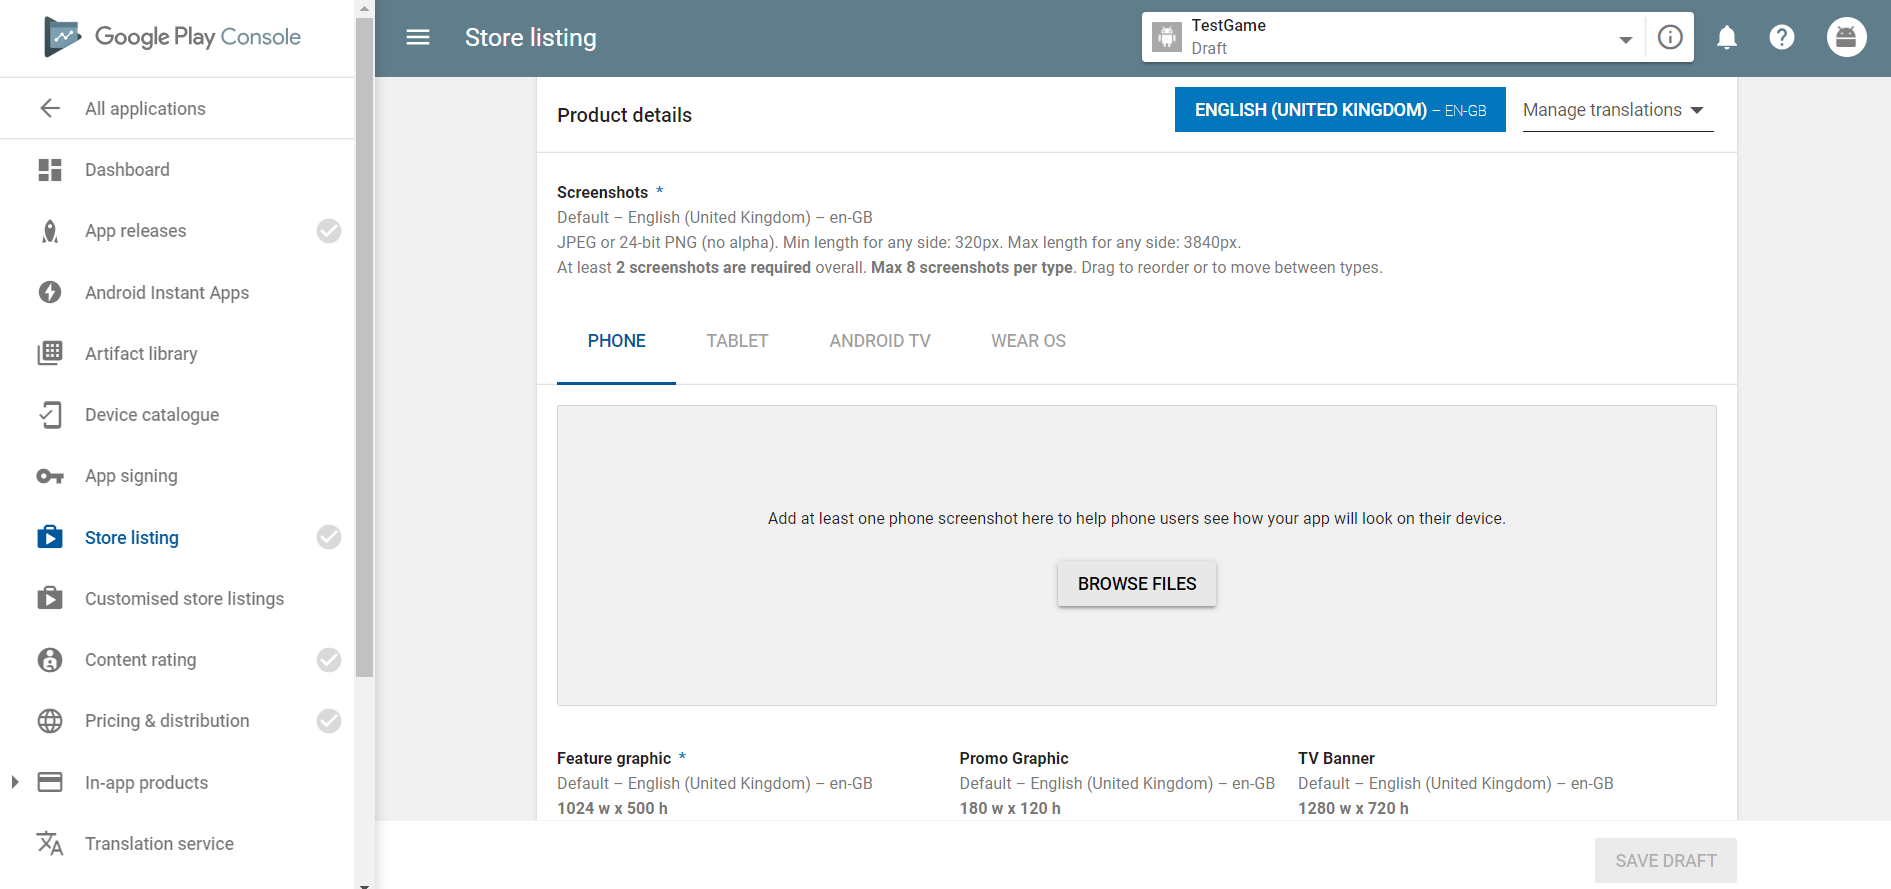 Google Play Console
Store listing
TestGame
Draft
All applications
Dashboard
App releases
Android Instant Apps
Artifact library
Device catalogue
App signing
Store listing
Customised store listings
Content rating
Pricing & distribution
In-app products
Translation service
Product details
ENGLISH (UNITED KINGDOM) – EN-GB
Manage translations
Screenshots *
Default – English (United Kingdom) – en-GB
JPEG or 24-bit PNG (no alpha). Min length for any side: 320px. Max length for any side: 3840px.
At least 2 screenshots are required overall. Max 8 screenshots per type. Drag to reorder or to move between types.
PHONE
TABLET
ANDROID TV
WEAR OS
Add at least one phone screenshot here to help phone users see how your app will look on their device.
BROWSE FILES
Feature graphic *
Default – English (United Kingdom) – en-GB
1024 w x 500 h
Promo Graphic
Default – English (United Kingdom) – en-GB
180 w x 120 h
TV Banner
Default – English (United Kingdom) – en-GB
1280 w x 720 h
SAVE DRAFT